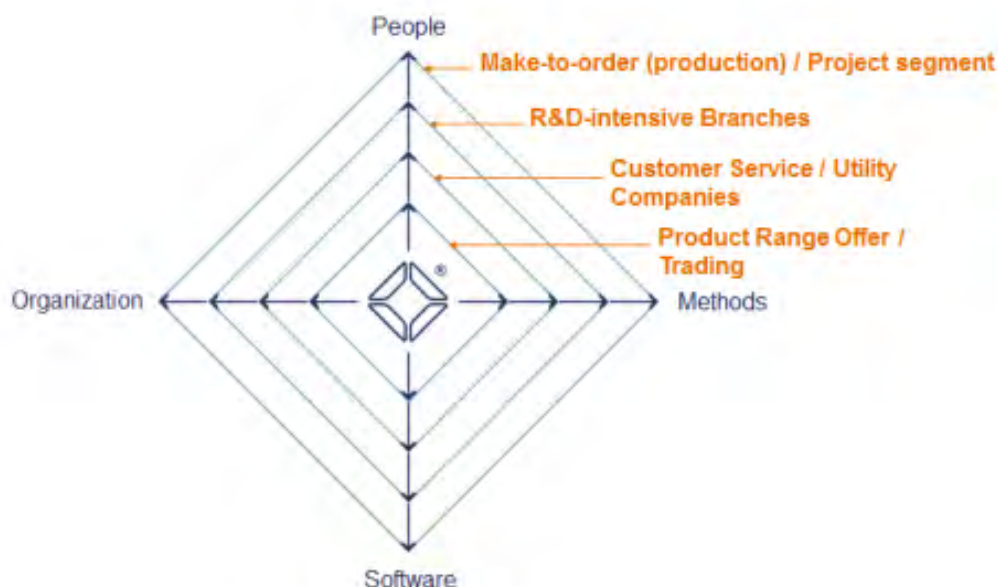 People
Make-to-order (production) / Project segment
R&D-intensive Branches
Customer Service / Utility
Companies
Product Range Offer /
Trading
®
Organization
Methods
Software